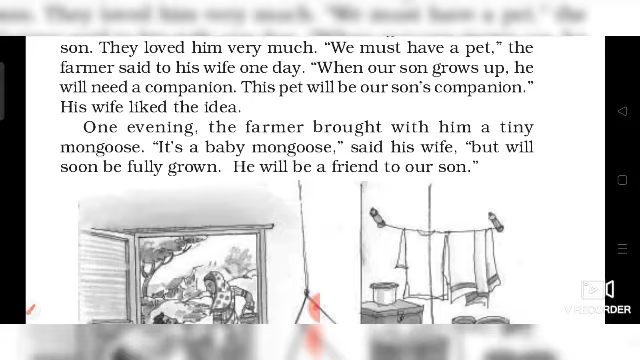 son. They loved him very much. “We must have a pet,” the
farmer said to his wife one day. “When our son grows up, he
will need a companion. This pet will be our son’s companion.”
His wife liked the idea.
One evening, the farmer brought with him a tiny
mongoose. “It’s a baby mongoose,” said his wife, “but will
soon be fully grown. He will be a friend to our son.”
V RECORDER